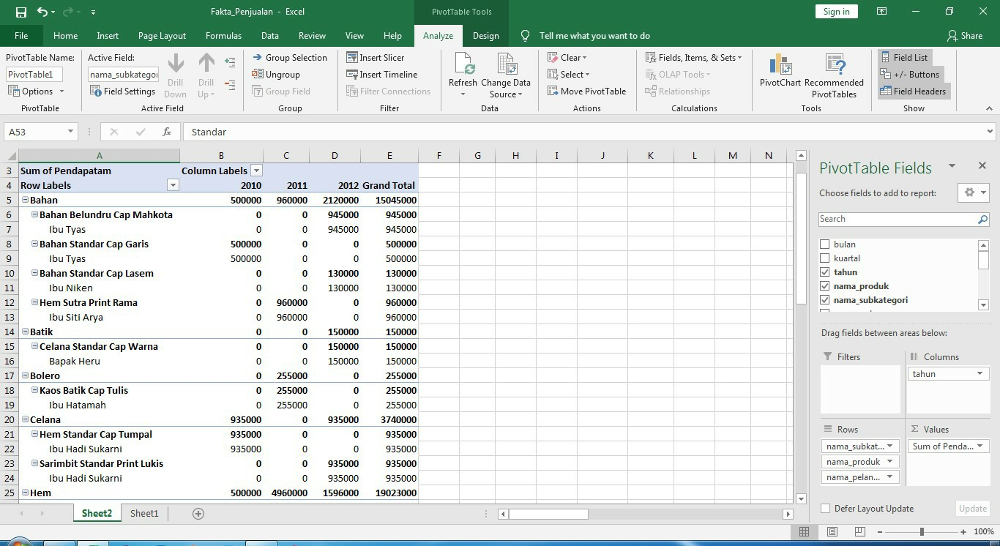 Fakta_Penjualan - Excel
PivotTable Tools
Sign in
File Home Insert Page Layout Formulas Data Review View Help Analyze Design Tell me what you want to do Share
PivotTable Name:
PivotTable1
Options
PivotTable
Active Field:
nama_subkategoi
Field Settings
Drill Down
Drill Up
Active Field
Group Selection
Ungroup
Group Field
Group
Insert Slicer
Insert Timeline
Filter Connections
Filter
Refresh
Change Data Source
Data
Clear
Select
Move PivotTable
Actions
Fields, Items, & Sets
OLAP Tools
Relationships
Calculations
PivotChart
Recommended PivotTables
Tools
Field List
+/- Buttons
Field Headers
Show
A53 fx Standar
A B C D E F G H I J K L M N
3 Sum of Pendapatam Column Labels
4 Row Labels 2010 2011 2012 Grand Total
5 Bahan 500000 960000 2120000 15045000
6 Bahan Belundru Cap Mahkota 0 0 945000 945000
7 Ibu Tyas 0 0 945000 945000
8 Bahan Standar Cap Garis 500000 0 0 500000
9 Ibu Tyas 500000 0 0 500000
10 Bahan Standar Cap Lasem 0 0 130000 130000
11 Ibu Niken 0 0 130000 130000
12 Hem Sutra Print Rama 0 960000 0 960000
13 Ibu Siti Arya 0 960000 0 960000
14 Batik 0 0 150000 150000
15 Celana Standar Cap Warna 0 0 150000 150000
16 Bapak Heru 0 0 150000 150000
17 Bolero 0 255000 0 255000
18 Kaos Batik Cap Tulis 0 255000 0 255000
19 Ibu Hatamah 0 255000 0 255000
20 Celana 935000 0 935000 3740000
21 Hem Standar Cap Tumpal 935000 0 0 935000
22 Ibu Hadi Sukarni 935000 0 0 935000
23 Sarimbit Standar Print Lukis 0 0 935000 935000
24 Ibu Hadi Sukarni 0 0 935000 935000
25 Hem 500000 4960000 1596000 19023000
PivotTable Fields
Choose fields to add to report:
Search
bulan
kuartal
tahun
nama_produk
nama_subkategori
Drag fields between areas below:
Filters
Columns
tahun
Rows
nama_subkat...
nama_produk
nama_pelan...
Σ Values
Sum of Penda...
Defer Layout Update
Update
Sheet2 Sheet1
100%